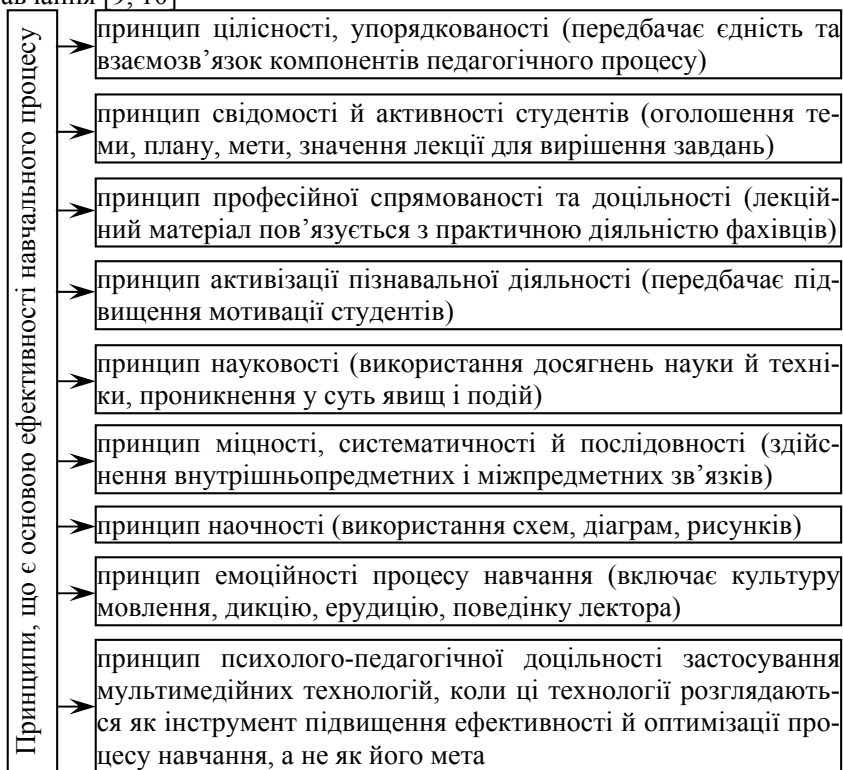 Принципи, що є основою ефективності навчального процесу
принцип цілісності, упорядкованості (передбачає єдність та
взаємозв’язок компонентів педагогічного процесу)
принцип свідомості й активності студентів (оголошення те-
ми, плану, мети, значення лекції для вирішення завдань)
принцип професійної спрямованості та доцільності (лекцій-
ний матеріал пов’язується з практичною діяльністю фахівців)
принцип активізації пізнавальної діяльності (передбачає під-
вищення мотивації студентів)
принцип науковості (використання досягнень науки й техні-
ки, проникнення у суть явищ і подій)
принцип міцності, систематичності й послідовності (здійс-
нення внутрішньопредметних і міжпредметних зв’язків)
принцип наочності (використання схем, діаграм, рисунків)
принцип емоційності процесу навчання (включає культуру
мовлення, дикцію, ерудицію, поведінку лектора)
принцип психолого-педагогічної доцільності застосування
мультимедійних технологій, коли ці технології розглядають-
ся як інструмент підвищення ефективності й оптимізації про-
цесу навчання, а не як його мета